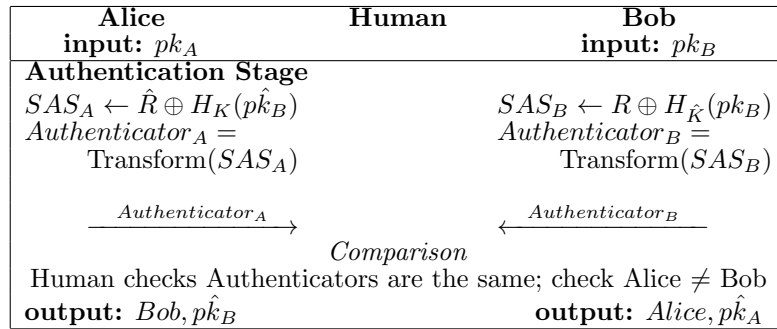 Alice Human Bob
input: pk_A input: pk_B
Authentication Stage
SAS_A ← R̂ ⊕ H_K(pk̂_B) SAS_B ← R ⊕ H_K̂(pk_B)
Authenticator_A = Authenticator_B =
Transform(SAS_A) Transform(SAS_B)
Authenticator_A Authenticator_B
Comparison
Human checks Authenticators are the same; check Alice ≠ Bob
output: Bob, pk̂_B output: Alice, pk̂_A